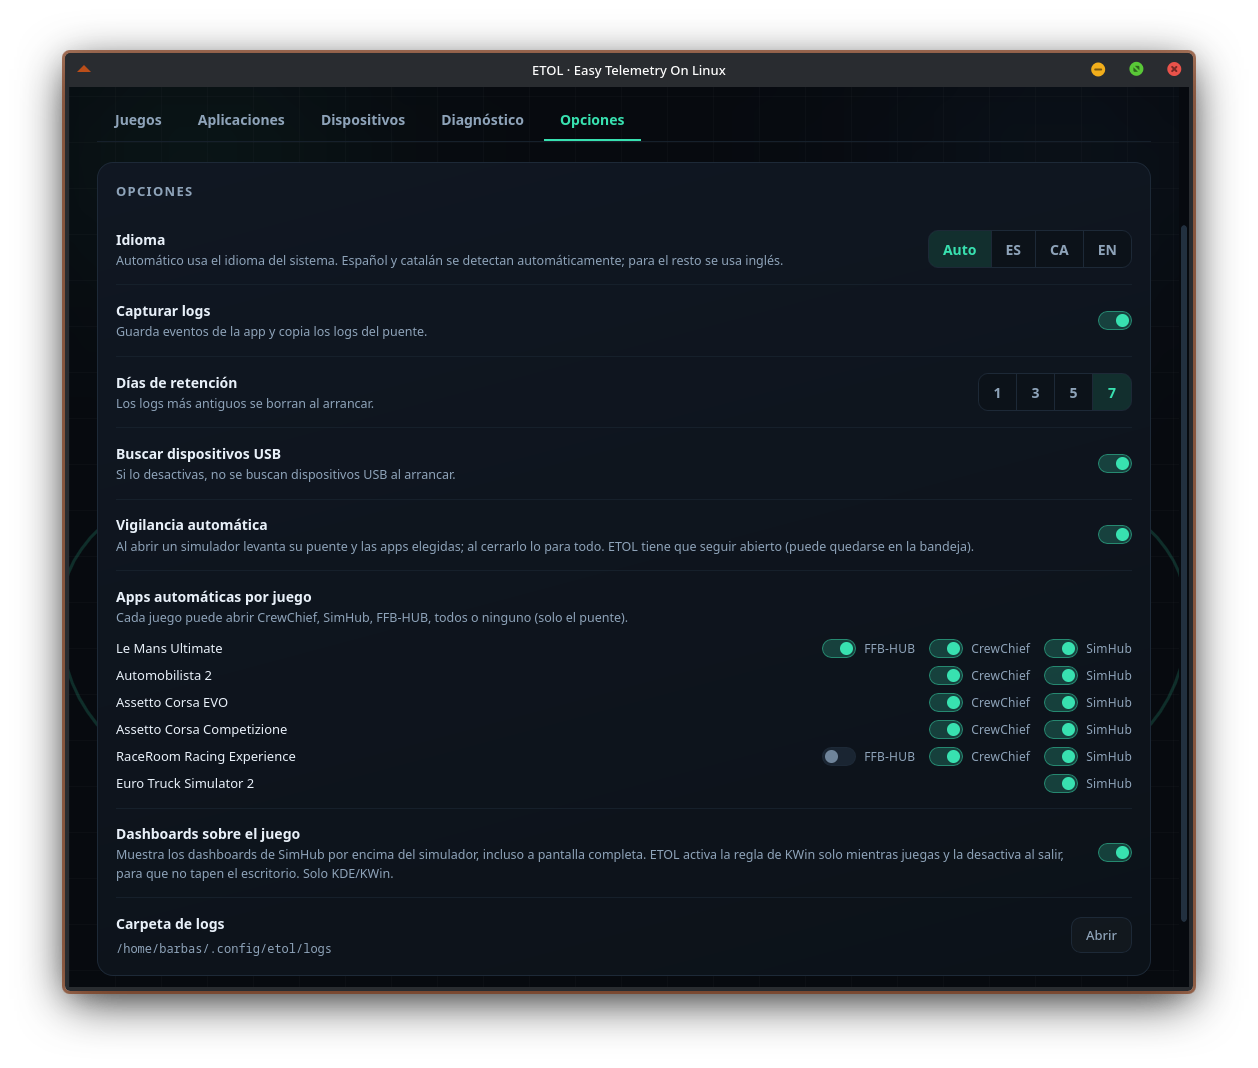 ETOL · Easy Telemetry On Linux
Juegos Aplicaciones Dispositivos Diagnóstico Opciones
OPCIONES
Idioma
Automático usa el idioma del sistema. Español y catalán se detectan automáticamente; para el resto se usa inglés.
Auto ES CA EN
Capturar logs
Guarda eventos de la app y copia los logs del puente.
Días de retención
Los logs más antiguos se borran al arrancar.
1 3 5 7
Buscar dispositivos USB
Si lo desactivas, no se buscan dispositivos USB al arrancar.
Vigilancia automática
Al abrir un simulador levanta su puente y las apps elegidas; al cerrarlo lo para todo. ETOL tiene que seguir abierto (puede quedarse en la bandeja).
Apps automáticas por juego
Cada juego puede abrir CrewChief, SimHub, FFB-HUB, todos o ninguno (solo el puente).
Le Mans Ultimate FFB-HUB CrewChief SimHub
Automobilista 2 CrewChief SimHub
Assetto Corsa EVO CrewChief SimHub
Assetto Corsa Competizione CrewChief SimHub
RaceRoom Racing Experience FFB-HUB CrewChief SimHub
Euro Truck Simulator 2 SimHub
Dashboards sobre el juego
Muestra los dashboards de SimHub por encima del simulador, incluso a pantalla completa. ETOL activa la regla de KWin solo mientras juegas y la desactiva al salir,
para que no tapen el escritorio. Solo KDE/KWin.
Carpeta de logs
/home/barbas/.config/etol/logs
Abrir